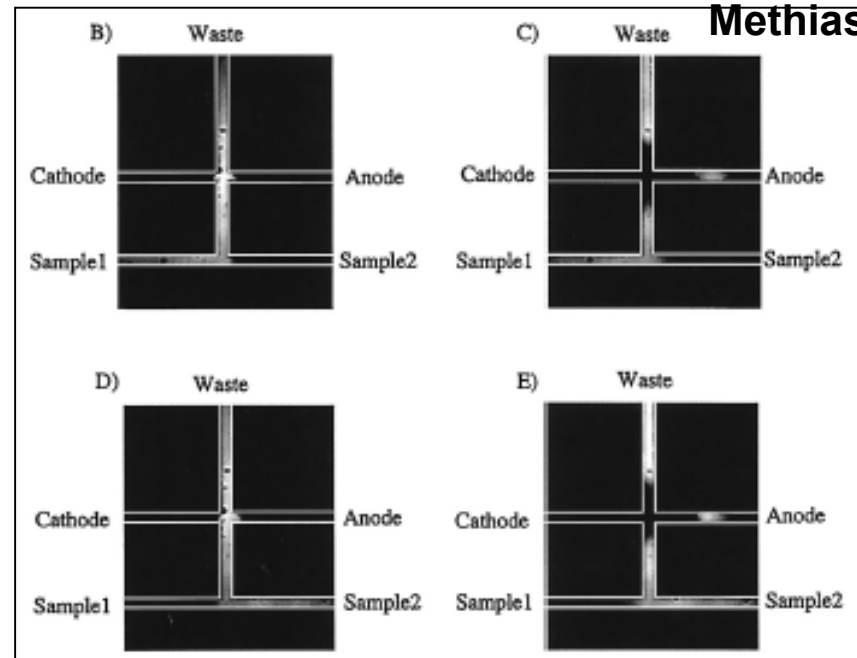 Methias
B) Waste
Cathode Anode
Sample1 Sample2
C) Waste
Cathode Anode
Sample1 Sample2
D) Waste
Cathode Anode
Sample1 Sample2
E) Waste
Cathode Anode
Sample1 Sample2